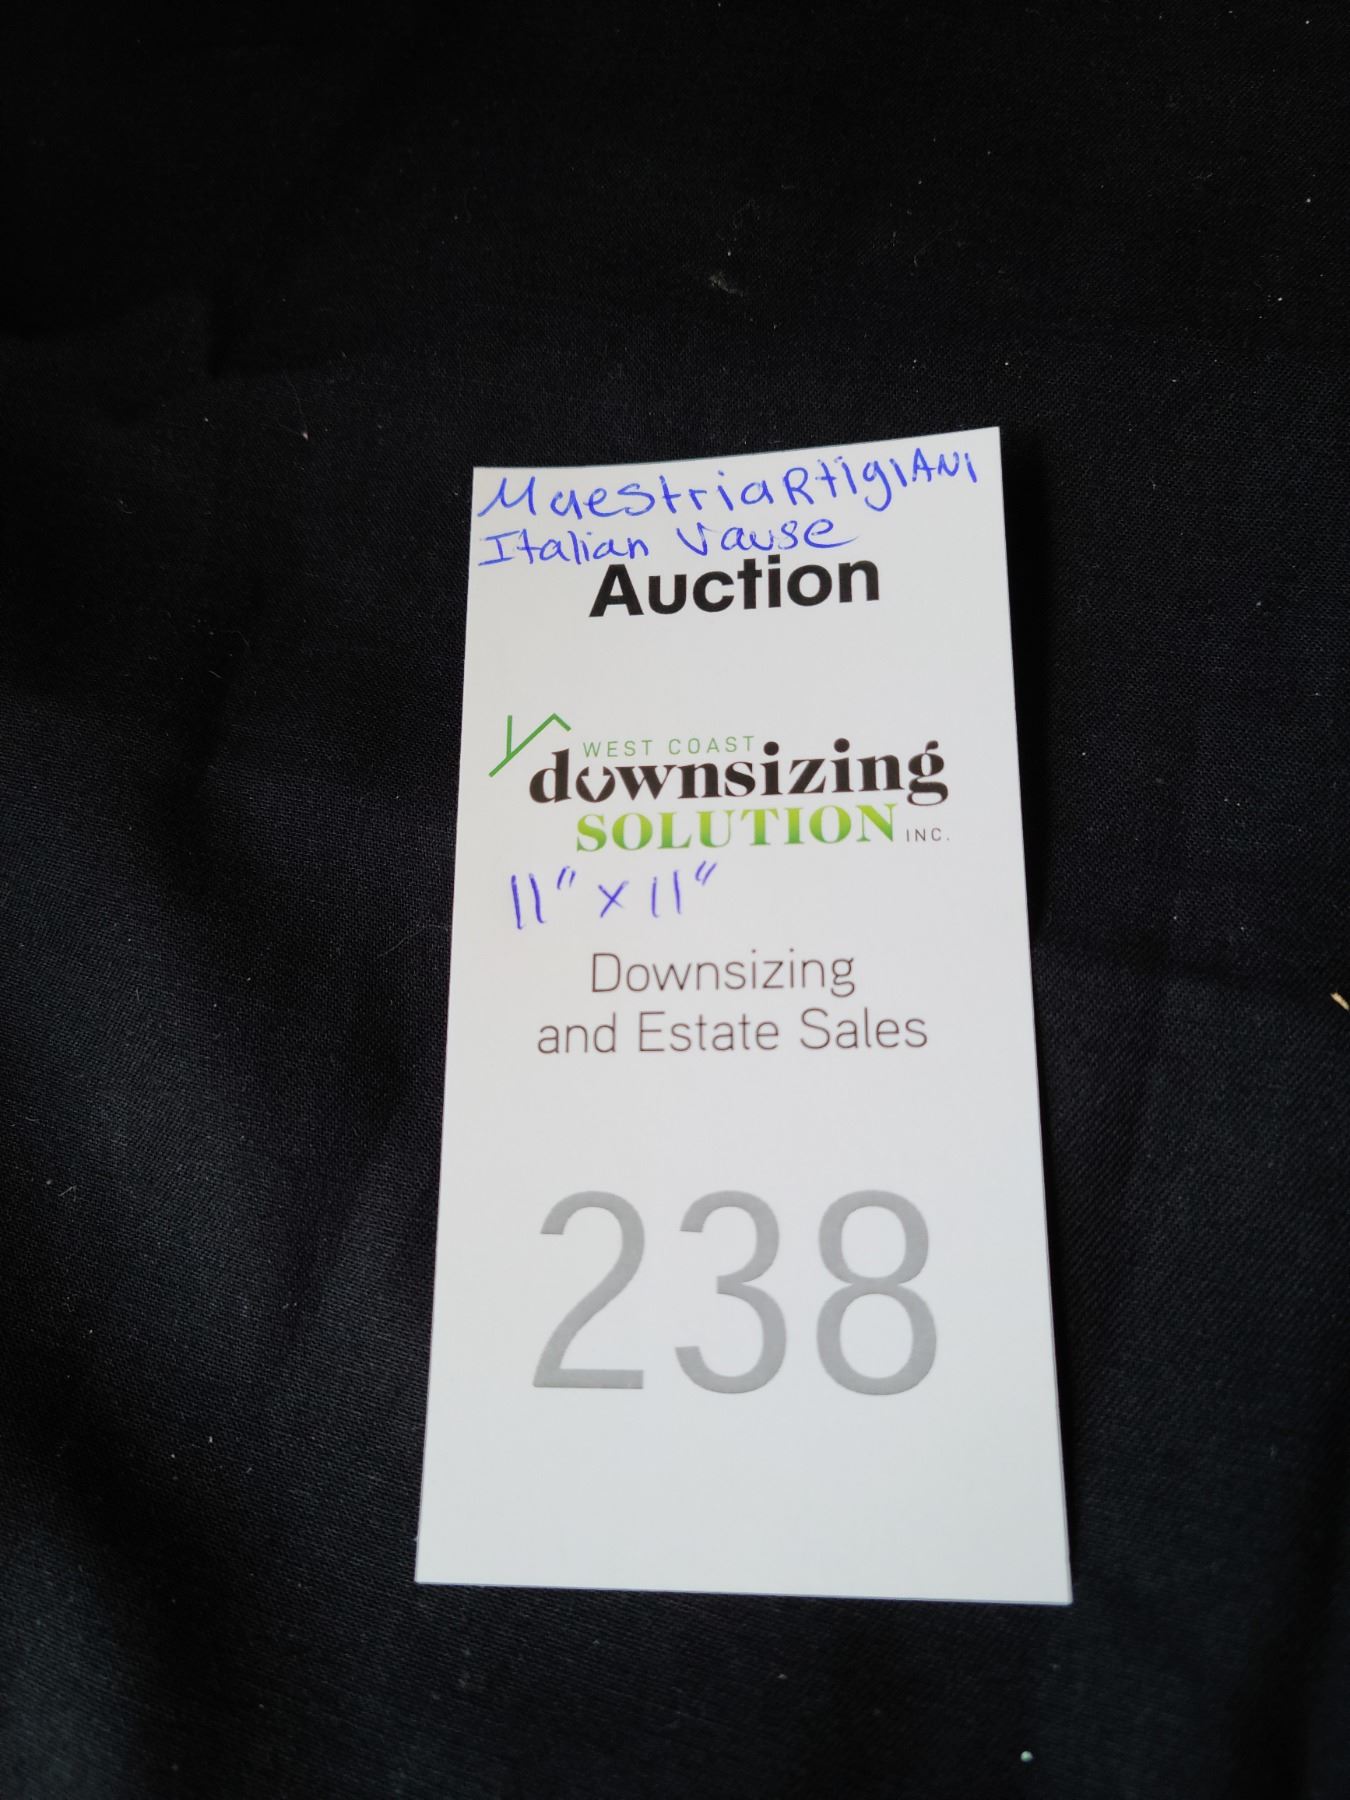 MaestriaRtigiANi
Italian Vause
Auction
WEST COAST
downsizing
SOLUTION INC.
11" x 11"
Downsizing
and Estate Sales
238